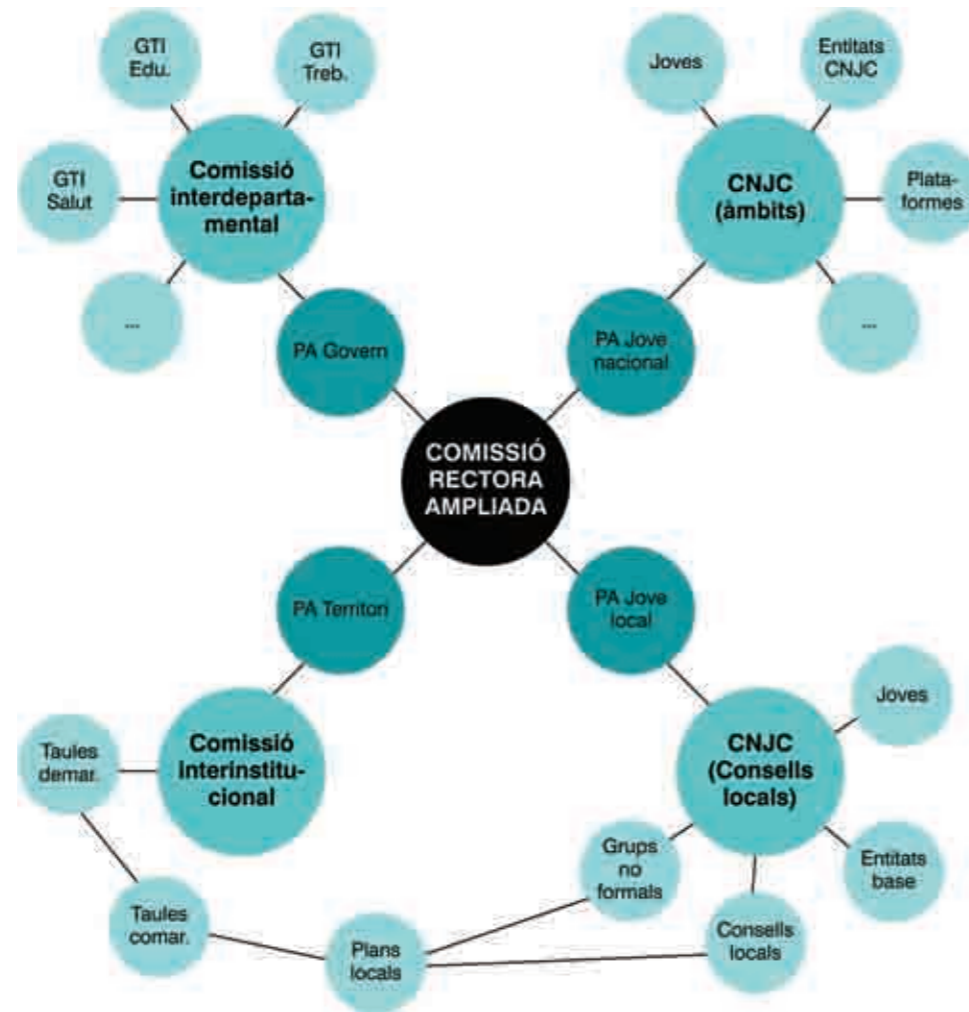 GTI
Edu.
GTI
Treb.
GTI
Salut
Comissió
interdeparta-
mental
...
PA Govern
Joves
Entitats
CNJC
CNJC
(àmbits)
Plata-
formes
...
PA Jove
nacional
COMISSIÓ
RECTORA
AMPLIADA
PA Territori
PA Jove
local
Comissió
interinstitu-
cional
Taules
demar.
Taules
comar.
Plans
locals
CNJC
(Consells
locals)
Joves
Grups
no
formals
Entitats
base
Consells
locals